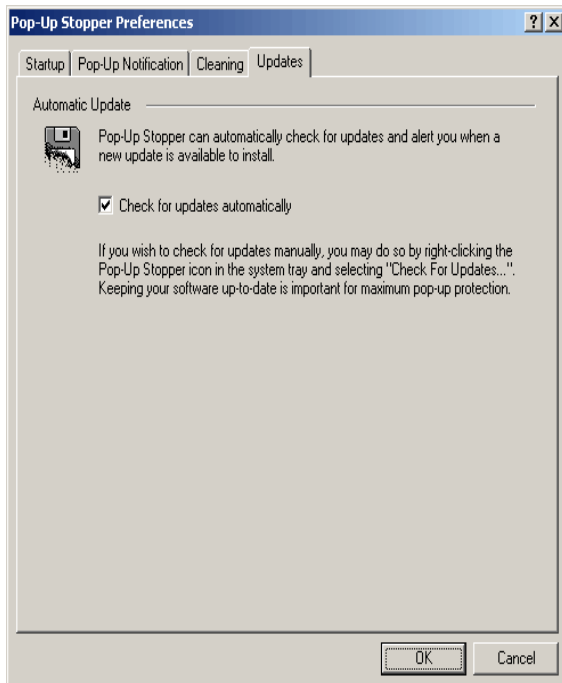 Pop-Up Stopper Preferences
Startup Pop-Up Notification Cleaning Updates
Automatic Update
Pop-Up Stopper can automatically check for updates and alert you when a
new update is available to install.
Check for updates automatically
If you wish to check for updates manually, you may do so by right-clicking the
Pop-Up Stopper icon in the system tray and selecting "Check For Updates...".
Keeping your software up-to-date is important for maximum pop-up protection.
OK Cancel